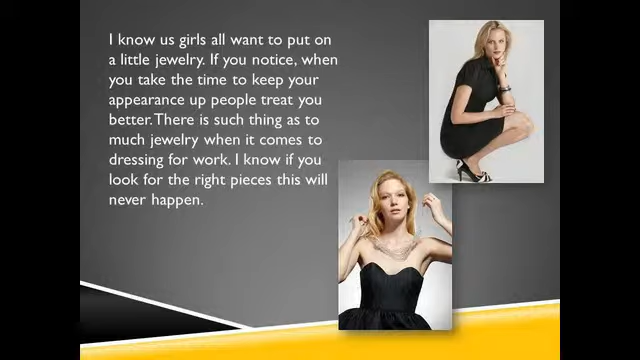 I know us girls all want to put on
a little jewelry. If you notice, when
you take the time to keep your
appearance up people treat you
better. There is such thing as to
much jewelry when it comes to
dressing for work. I know if you
look for the right pieces this will
never happen.